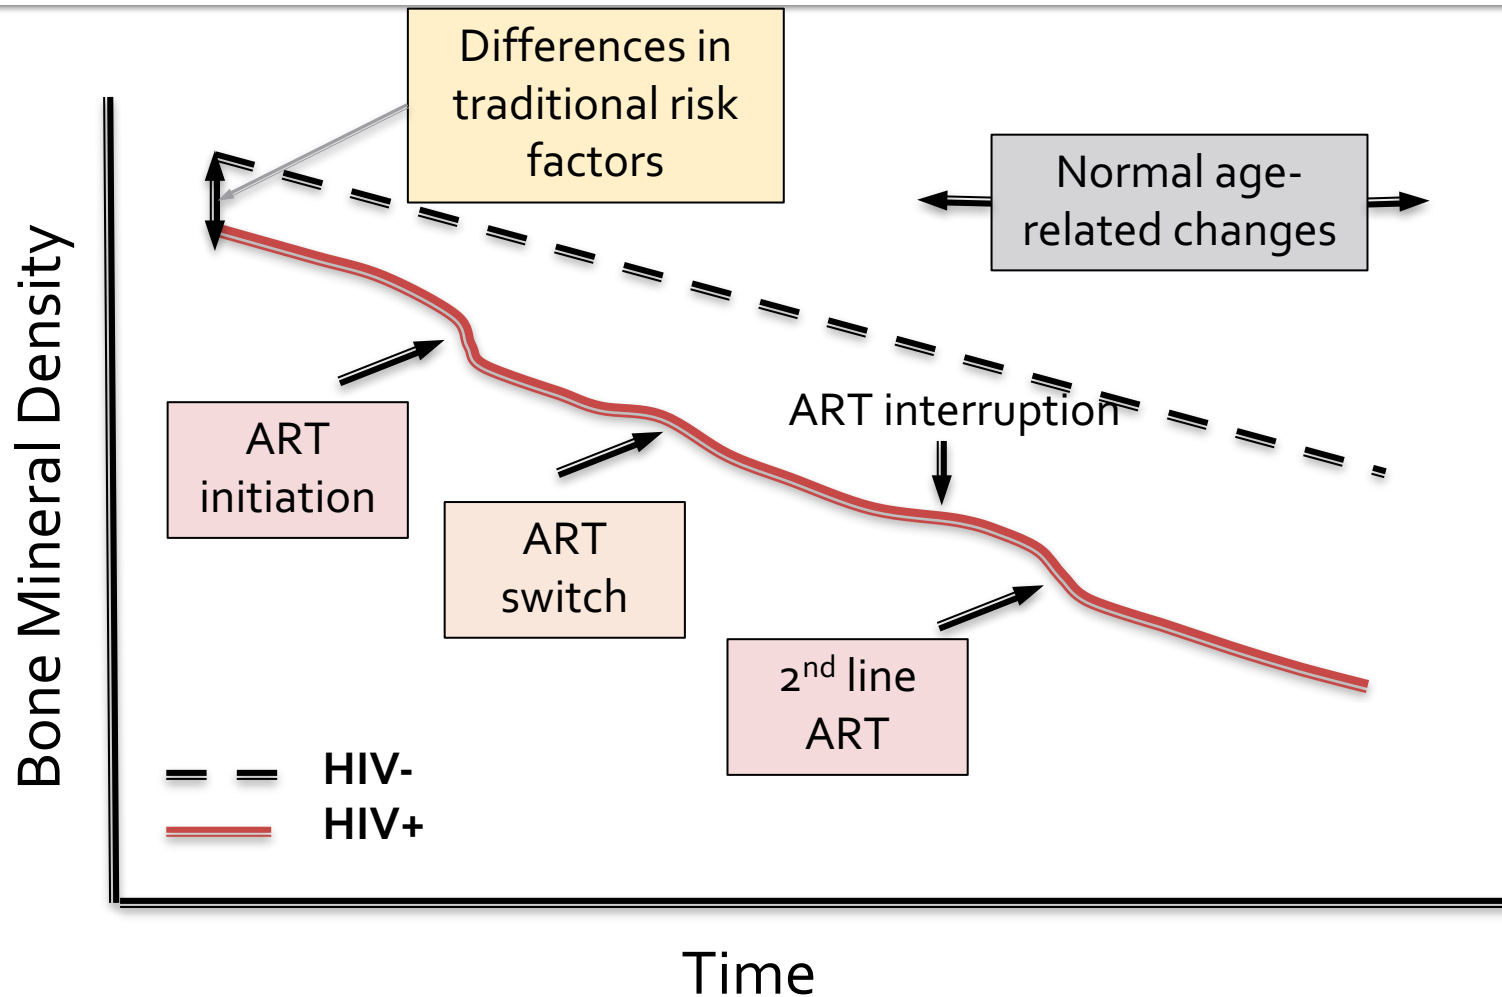 Differences in
traditional risk
factors
Normal age-
related changes
Bone Mineral Density
ART interruption
ART
initiation
ART
switch
2nd line
ART
HIV-
HIV+
Time